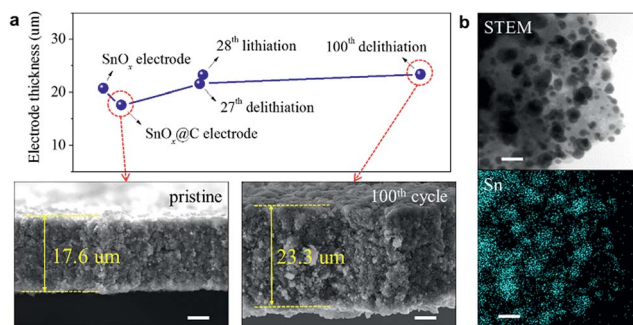 a
b
Electrode thickness (um)
40
30
20
10
SnOx electrode
28th lithiation
100th delithiation
27th delithiation
SnOx@C electrode
STEM
Sn
pristine
17.6 um
100th cycle
23.3 um